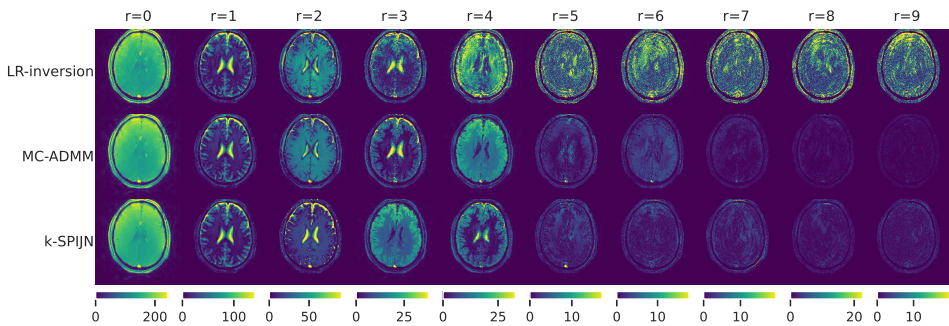 r=0 r=1 r=2 r=3 r=4 r=5 r=6 r=7 r=8 r=9
LR-inversion
MC-ADMM
k-SPIJN
0 200 0 100 0 50 0 25 0 25 0 10 0 10 0 10 0 20 0 10